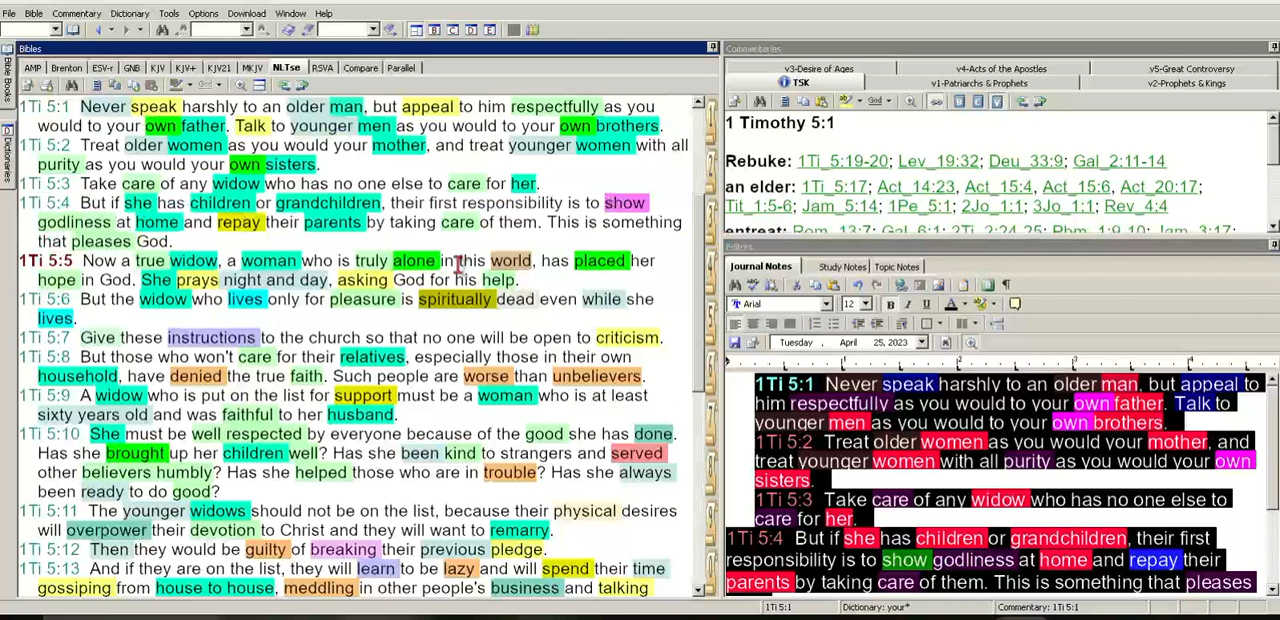 File Bible Commentary Dictionary Tools Options Download Window Help
B C D E
Bibles
AMP Brenton ESV-r GNB KJV KJV+ KJV21 MKJV NLTse RSVA Compare Parallel
Bible Books
Dictionaries
1Ti 5:1 Never speak harshly to an older man, but appeal to him respectfully as you
would to your own father. Talk to younger men as you would to your own brothers.
1Ti 5:2 Treat older women as you would your mother, and treat younger women with all
purity as you would your own sisters.
1Ti 5:3 Take care of any widow who has no one else to care for her.
1Ti 5:4 But if she has children or grandchildren, their first responsibility is to show
godliness at home and repay their parents by taking care of them. This is something
that pleases God.
1Ti 5:5 Now a true widow, a woman who is truly alone in this world, has placed her
hope in God. She prays night and day, asking God for his help.
1Ti 5:6 But the widow who lives only for pleasure is spiritually dead even while she
lives.
1Ti 5:7 Give these instructions to the church so that no one will be open to criticism.
1Ti 5:8 But those who won't care for their relatives, especially those in their own
household, have denied the true faith. Such people are worse than unbelievers.
1Ti 5:9 A widow who is put on the list for support must be a woman who is at least
sixty years old and was faithful to her husband.
1Ti 5:10 She must be well respected by everyone because of the good she has done.
Has she brought up her children well? Has she been kind to strangers and served
other believers humbly? Has she helped those who are in trouble? Has she always
been ready to do good?
1Ti 5:11 The younger widows should not be on the list, because their physical desires
will overpower their devotion to Christ and they will want to remarry.
1Ti 5:12 Then they would be guilty of breaking their previous pledge.
1Ti 5:13 And if they are on the list, they will learn to be lazy and will spend their time
gossiping from house to house, meddling in other people's business and talking
Commentaries
v3-Desire of Ages v4-Acts of the Apostles v5-Great Controversy
TSK v1-Patriarchs & Prophets v2-Prophets & Kings
1 Timothy 5:1
Rebuke: 1Ti_5:19-20; Lev_19:32; Deu_33:9; Gal_2:11-14
an elder: 1Ti_5:17; Act_14:23, Act_15:4, Act_15:6, Act_20:17;
Tit_1:5-6; Jam_5:14; 1Pe_5:1; 2Jo_1:1; 3Jo_1:1; Rev_4:4
entreat: Rom_13:7; Gal_6:1; 2Ti_2:24,25; Phm_1:9,10; Jam_3:17;
Editors
Journal Notes Study Notes Topic Notes
Arial 12 B I U A
Tuesday , April 25, 2023
1 2 3 4
1Ti 5:1 Never speak harshly to an older man, but appeal to
him respectfully as you would to your own father. Talk to
younger men as you would to your own brothers.
1Ti 5:2 Treat older women as you would your mother, and
treat younger women with all purity as you would your own
sisters.
1Ti 5:3 Take care of any widow who has no one else to
care for her.
1Ti 5:4 But if she has children or grandchildren, their first
responsibility is to show godliness at home and repay their
parents by taking care of them. This is something that pleases
1Ti 5:1 Dictionary: your* Commentary: 1Ti 5:1